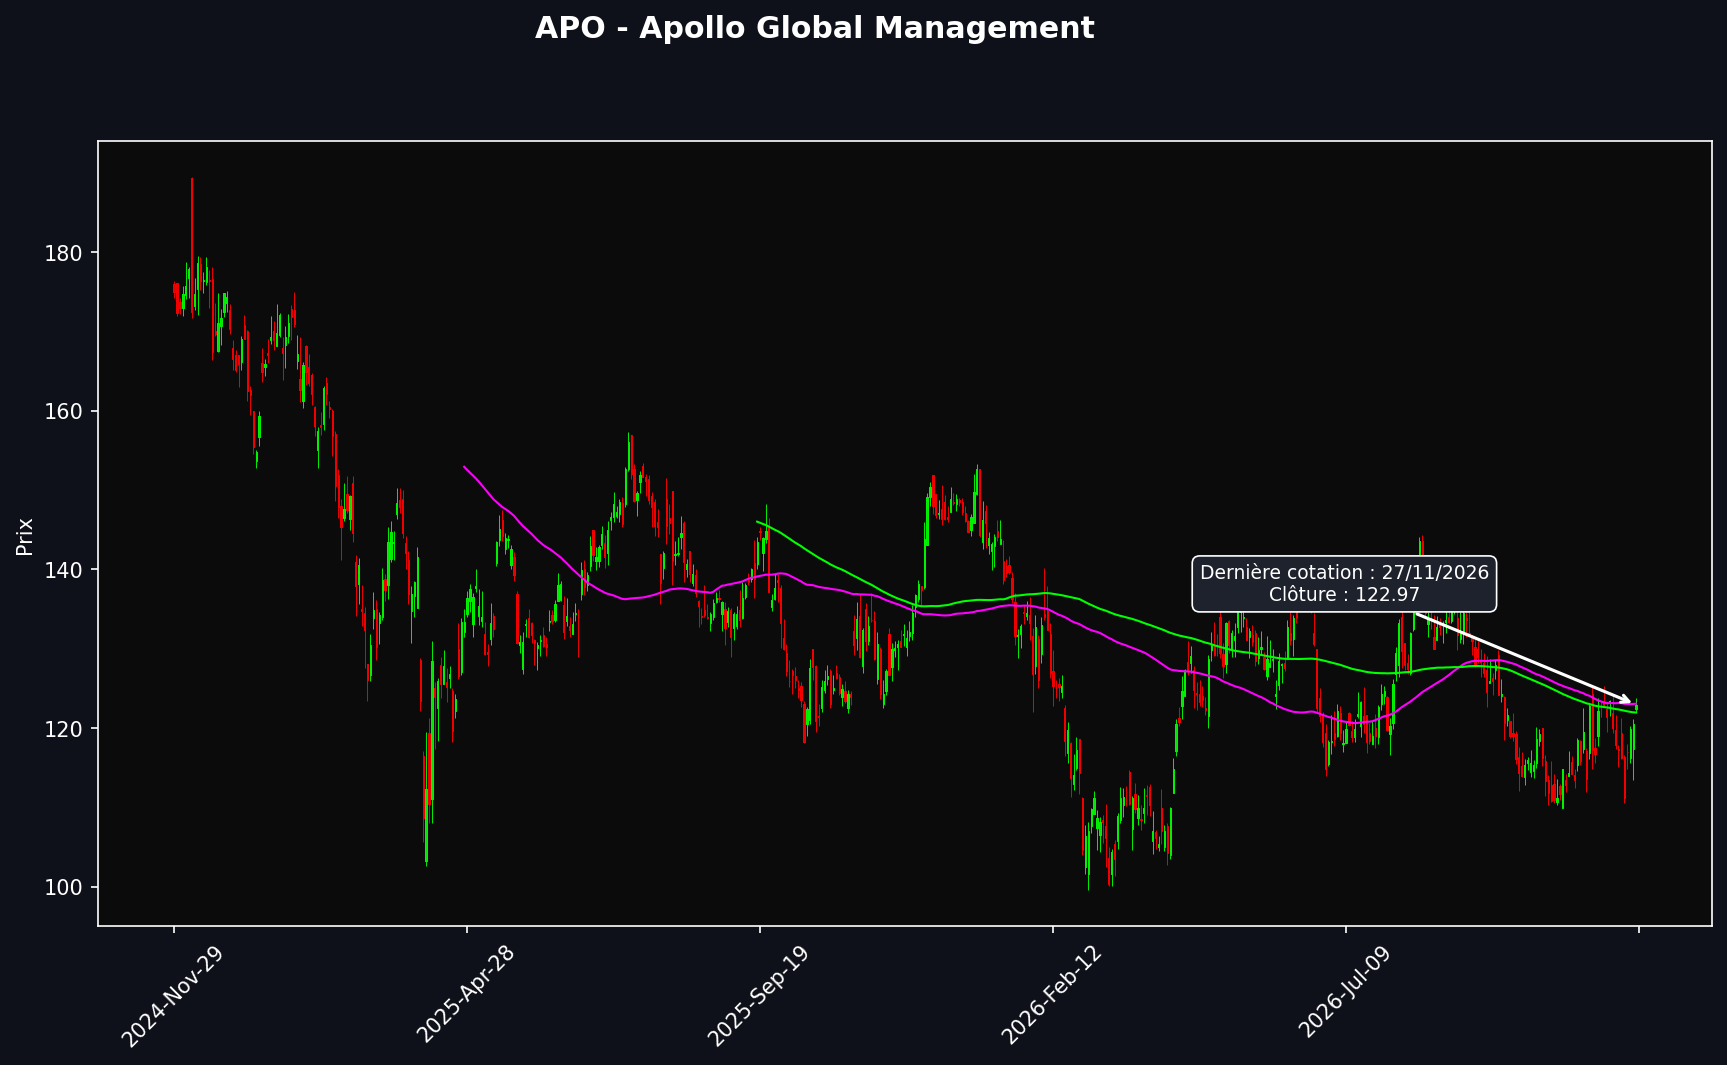 APO - Apollo Global Management
Prix
180
160
140
120
100
Dernière cotation : 27/11/2026
Clôture : 122.97
2024-Nov-29
2025-Apr-28
2025-Sep-19
2026-Feb-12
2026-Jul-09